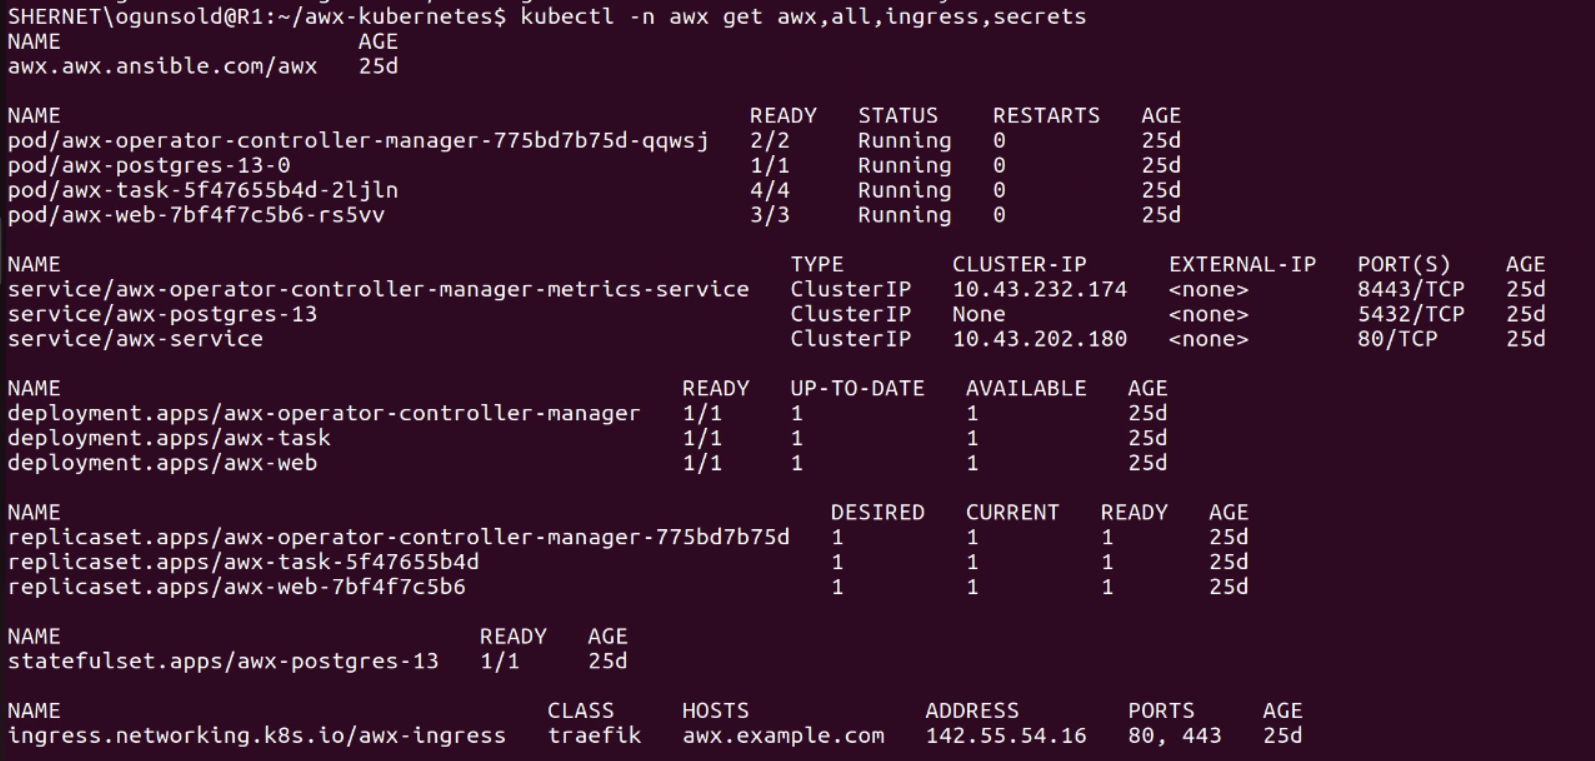 SHERNET\ogunsold@R1:~/awx-kubernetes$ kubectl -n awx get awx,all,ingress,secrets
NAME AGE
awx.awx.ansible.com/awx 25d
NAME READY STATUS RESTARTS AGE
pod/awx-operator-controller-manager-775bd7b75d-qqwsj 2/2 Running 0 25d
pod/awx-postgres-13-0 1/1 Running 0 25d
pod/awx-task-5f47655b4d-2ljln 4/4 Running 0 25d
pod/awx-web-7bf4f7c5b6-rs5vv 3/3 Running 0 25d
NAME TYPE CLUSTER-IP EXTERNAL-IP PORT(S) AGE
service/awx-operator-controller-manager-metrics-service ClusterIP 10.43.232.174 <none> 8443/TCP 25d
service/awx-postgres-13 ClusterIP None <none> 5432/TCP 25d
service/awx-service ClusterIP 10.43.202.180 <none> 80/TCP 25d
NAME READY UP-TO-DATE AVAILABLE AGE
deployment.apps/awx-operator-controller-manager 1/1 1 1 25d
deployment.apps/awx-task 1/1 1 1 25d
deployment.apps/awx-web 1/1 1 1 25d
NAME DESIRED CURRENT READY AGE
replicaset.apps/awx-operator-controller-manager-775bd7b75d 1 1 1 25d
replicaset.apps/awx-task-5f47655b4d 1 1 1 25d
replicaset.apps/awx-web-7bf4f7c5b6 1 1 1 25d
NAME READY AGE
statefulset.apps/awx-postgres-13 1/1 25d
NAME CLASS HOSTS ADDRESS PORTS AGE
ingress.networking.k8s.io/awx-ingress traefik awx.example.com 142.55.54.16 80, 443 25d